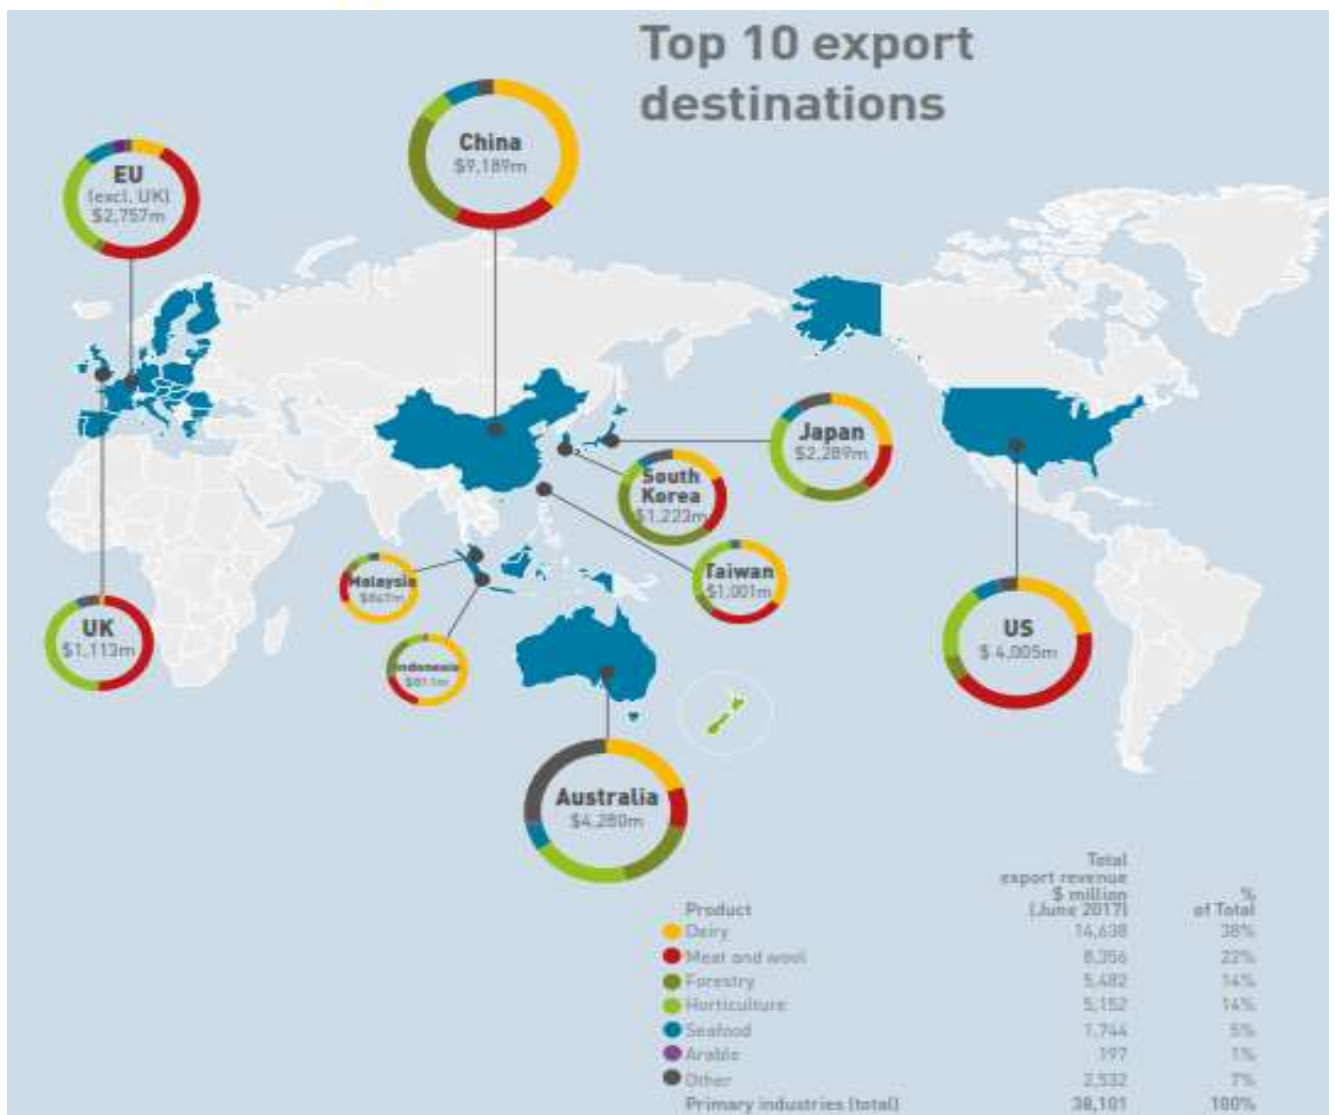 Top 10 export
destinations
China
$9,189m
EU
(excl. UK)
$2,757m
Japan
$2,289m
South
Korea
$1,223m
Taiwan
$1,001m
Malaysia
UK
$1,113m
Indonesia
US
$ 4,005m
Australia
$4,280m
Total
export revenue
$ million %
Product (June 2017) of Total
Dairy 14,638 38%
Meat and wool 8,356 22%
Forestry 5,482 14%
Horticulture 5,152 14%
Seafood 1,744 5%
Arable 197 1%
Other 2,532 7%
Primary industries (total) 38,101 100%